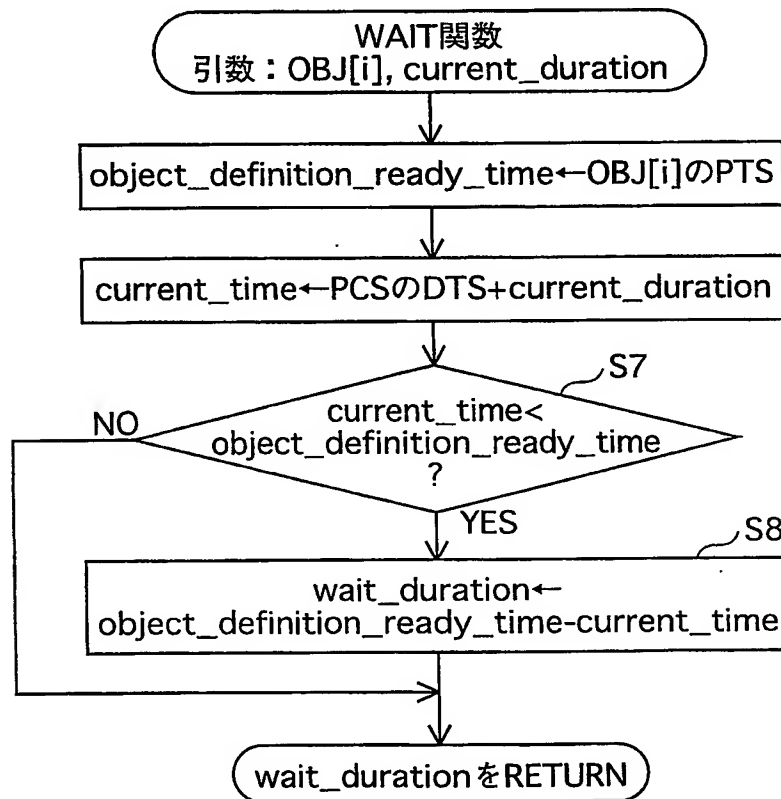 WAIT関数
引数：OBJ[i], current_duration
object_definition_ready_time←OBJ[i]のPTS
current_time←PCSのDTS+current_duration
S7
NO
current_time<
object_definition_ready_time
?
YES
S8
wait_duration←
object_definition_ready_time-current_time
wait_durationをRETURN